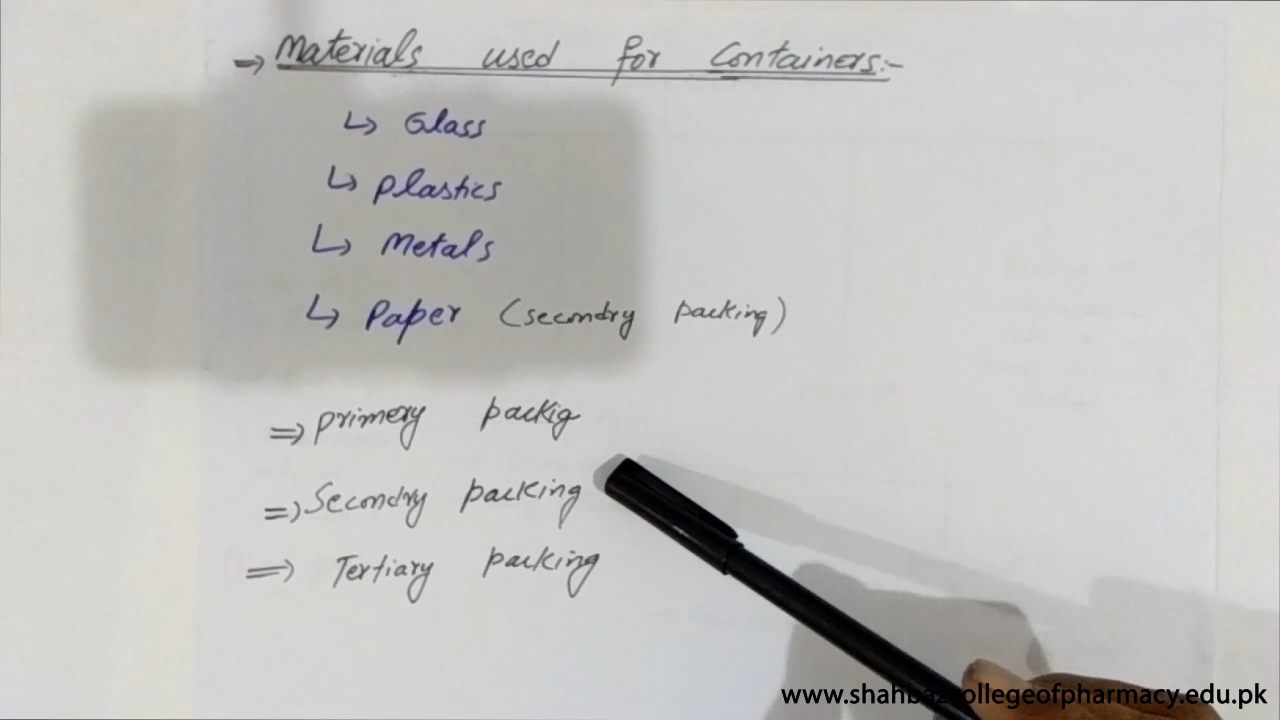 → Materials used for Containers:-
↳ Glass
↳ Plastics
↳ Metals
↳ Paper (secondry packing)
⇒ primery packig
⇒ Secondry packing
⇒ Tertiary packing
www.shahbazcollegeofpharmacy.edu.pk